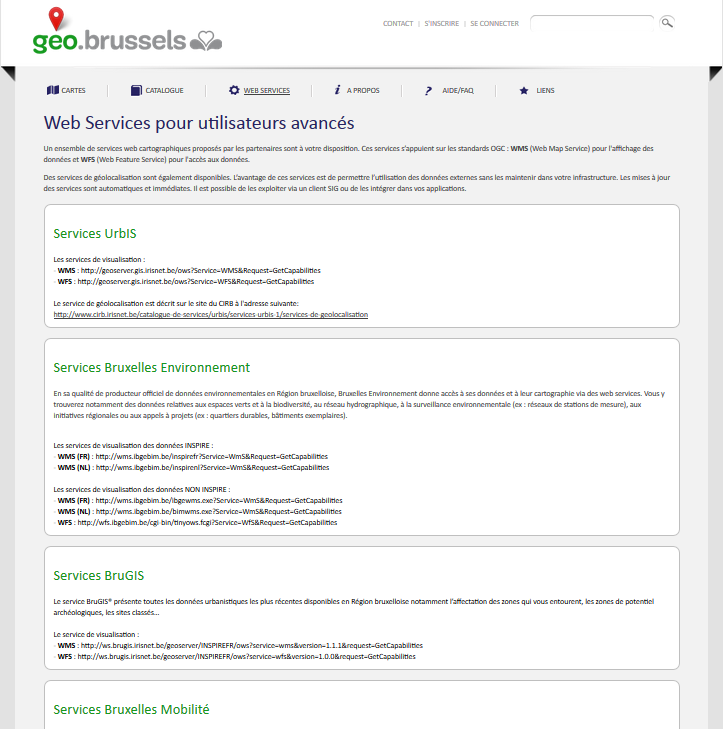 geo.brussels
CONTACT | S'INSCRIRE | SE CONNECTER
CARTES
CATALOGUE
WEB SERVICES
A PROPOS
AIDE/FAQ
LIENS
Web Services pour utilisateurs avancés
Un ensemble de services web cartographiques proposés par les partenaires sont à votre disposition. Ces services s'appuient sur les standards OGC : WMS (Web Map Service) pour l'affichage des
données et WFS (Web Feature Service) pour l'accès aux données.
Des services de géolocalisation sont également disponibles. L'avantage de ces services est de permettre l'utilisation des données externes sans les maintenir dans votre infrastructure. Les mises à jour
des services sont automatiques et immédiates. Il est possible de les exploiter via un client SIG ou de les intégrer dans vos applications.
Services UrbIS
Les services de visualisation :
- WMS : http://geoserver.gis.irisnet.be/ows?Service=WMS&Request=GetCapabilities
- WFS : http://geoserver.gis.irisnet.be/ows?Service=WFS&Request=GetCapabilities
Le service de géolocalisation est décrit sur le site du CIRB à l'adresse suivante:
http://www.cirb.irisnet.be/catalogue-de-services/urbis/services-urbis-1/services-de-geolocalisation
Services Bruxelles Environnement
En sa qualité de producteur officiel de données environnementales en Région bruxelloise, Bruxelles Environnement donne accès à ses données et à leur cartographie via des web services. Vous y
trouverez notamment des données relatives aux espaces verts et à la biodiversité, au réseau hydrographique, à la surveillance environnementale (ex : réseaux de stations de mesure), aux
initiatives régionales ou aux appels à projets (ex : quartiers durables, bâtiments exemplaires).
Les services de visualisation des données INSPIRE :
- WMS (FR) : http://wms.ibgebim.be/inspirefr?Service=WmS&Request=GetCapabilities
- WMS (NL) : http://wms.ibgebim.be/inspirenl?Service=WmS&Request=GetCapabilities
Les services de visualisation des données NON INSPIRE :
- WMS (FR) : http://wms.ibgebim.be/ibgewms.exe?Service=WmS&Request=GetCapabilities
- WMS (NL) : http://wms.ibgebim.be/bimwms.exe?Service=WmS&Request=GetCapabilities
- WFS : http://wfs.ibgebim.be/cgi-bin/tinyows.fcgi?Service=WfS&Request=GetCapabilities
Services BruGIS
Le service BruGIS® présente toutes les données urbanistiques les plus récentes disponibles en Région bruxelloise notamment l'affectation des zones qui vous entourent, les zones de potentiel
archéologiques, les sites classés...
Le service de visualisation :
- WMS : http://ws.brugis.irisnet.be/geoserver/INSPIREFR/ows?service=wms&version=1.1.1&request=GetCapabilities
- WFS : http://ws.brugis.irisnet.be/geoserver/INSPIREFR/ows?service=wfs&version=1.0.0&request=GetCapabilities
Services Bruxelles Mobilité